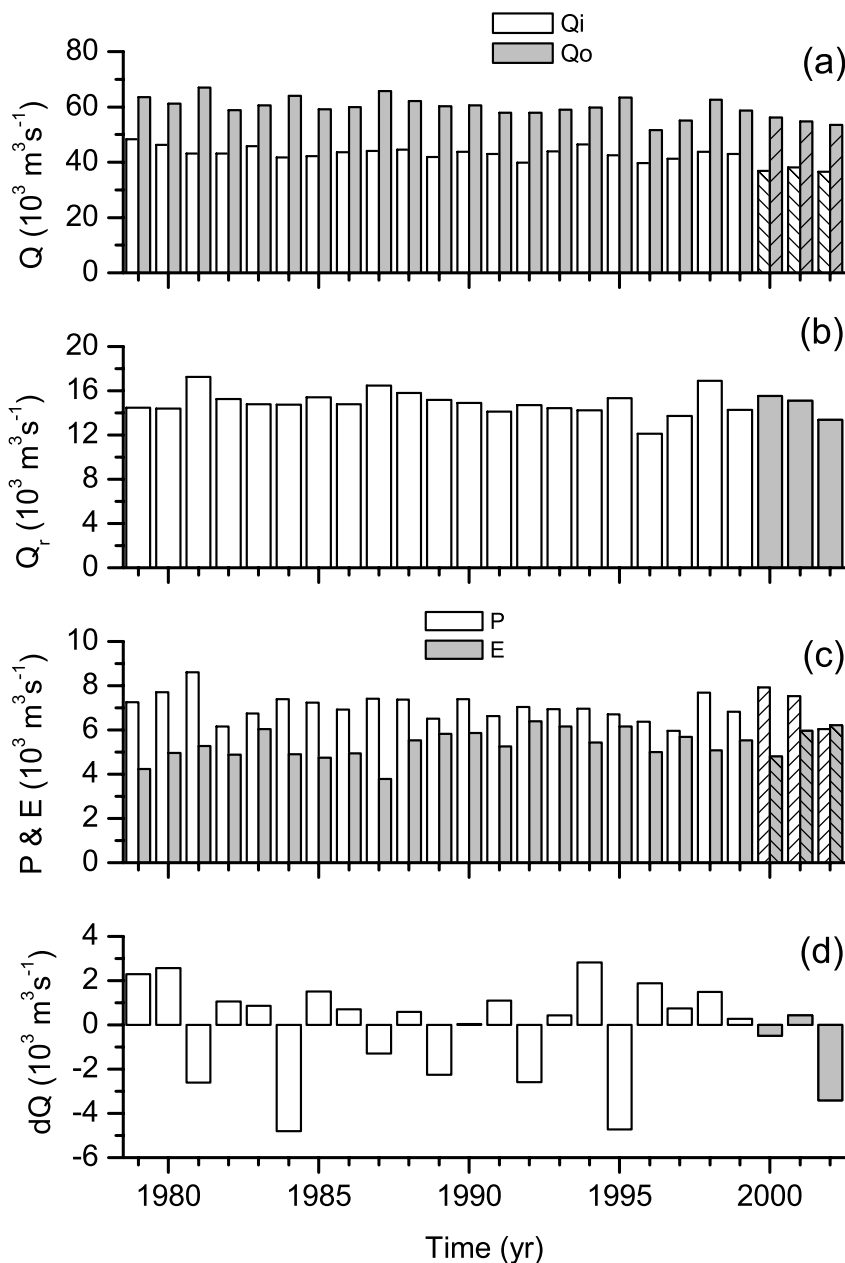 Qi
Qo
(a)
80
60
40
20
0
Q (10³ m³s⁻¹)
(b)
20
16
12
8
4
0
Qᵣ (10³ m³s⁻¹)
P
E
(c)
10
8
6
4
2
0
P & E (10³ m³s⁻¹)
(d)
4
2
0
-2
-4
-6
dQ (10³ m³s⁻¹)
1980 1985 1990 1995 2000
Time (yr)